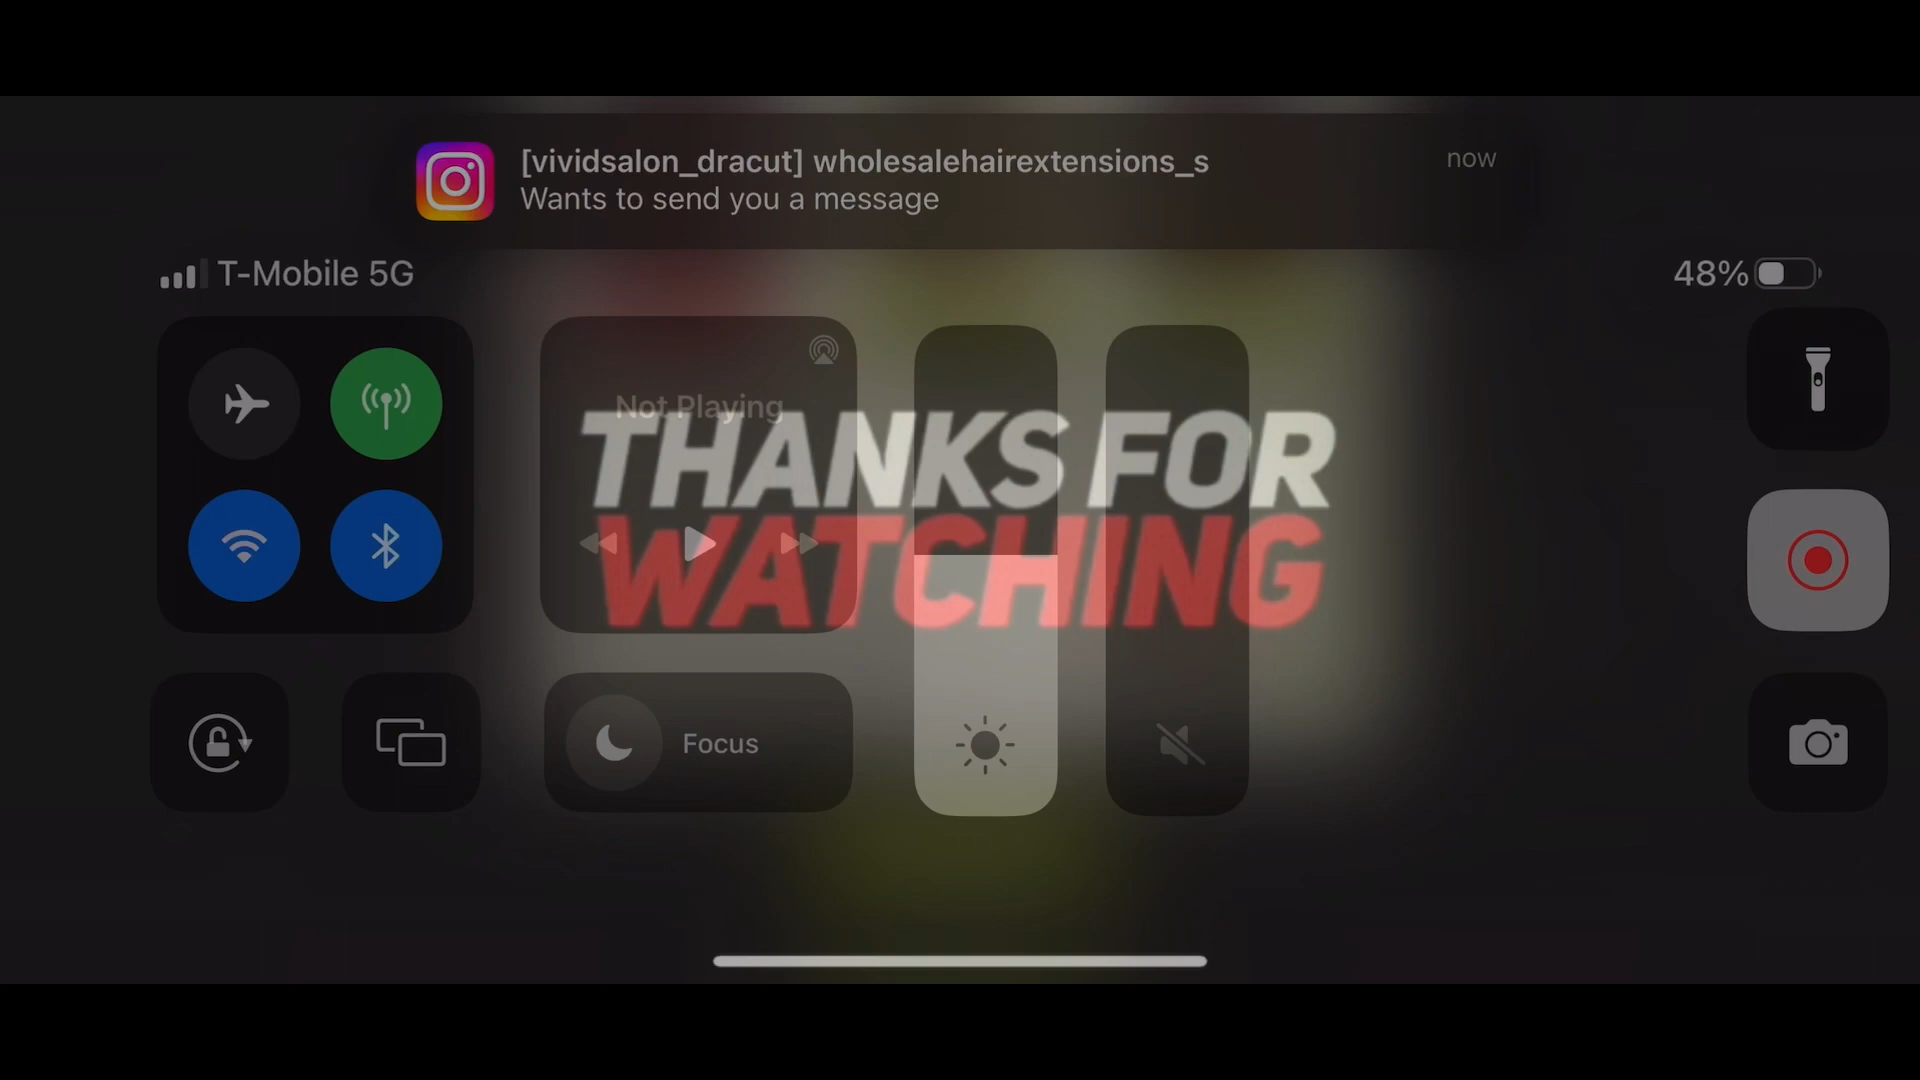 [vividsalon_dracut] wholesalehairextensions_s
now
Wants to send you a message
T-Mobile 5G
48%
Not Playing
THANKS FOR
WATCHING
Focus